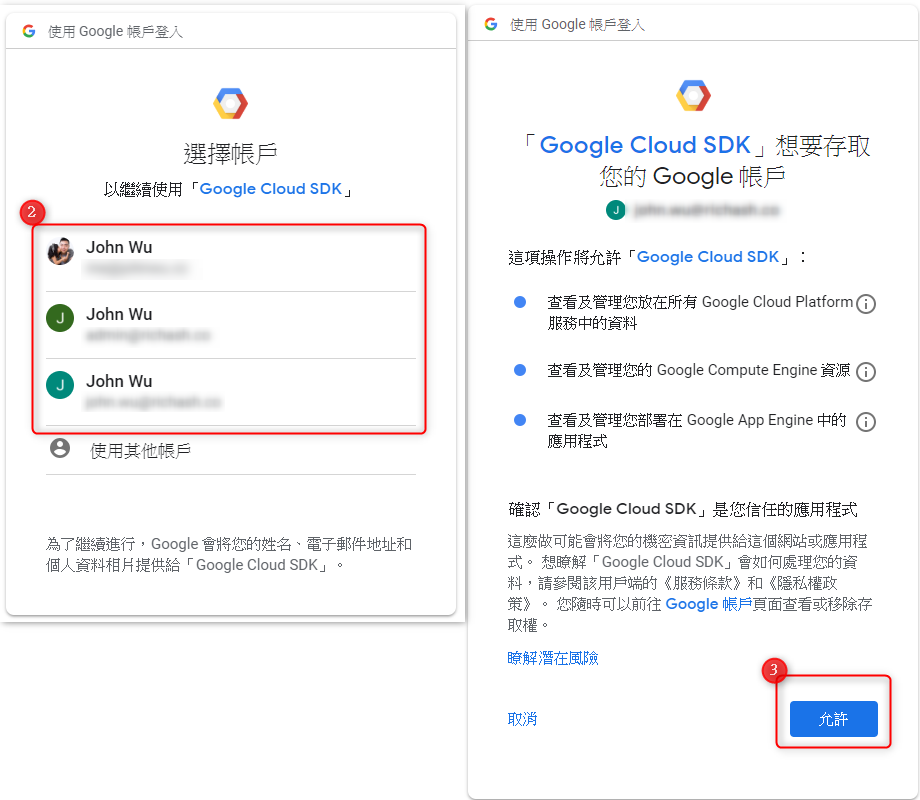 使用 Google 帳戶登入
選擇帳戶
以繼續使用「Google Cloud SDK」
2
John Wu
J
John Wu
J
John Wu
使用其他帳戶
為了繼續進行，Google 會將您的姓名、電子郵件地址和
個人資料相片提供給「Google Cloud SDK」。
使用 Google 帳戶登入
「Google Cloud SDK」想要存取
您的 Google 帳戶
J
這項操作將允許「Google Cloud SDK」：
查看及管理您放在所有 Google Cloud Platform
服務中的資料
查看及管理您的 Google Compute Engine 資源
查看及管理您部署在 Google App Engine 中的
應用程式
確認「Google Cloud SDK」是您信任的應用程式
這麼做可能會將您的機密資訊提供給這個網站或應用程
式。 想瞭解「Google Cloud SDK」會如何處理您的資
料，請參閱該用戶端的《服務條款》和《隱私權政
策》。 您隨時可以前往 Google 帳戶頁面查看或移除存
取權。
瞭解潛在風險
3
取消
允許